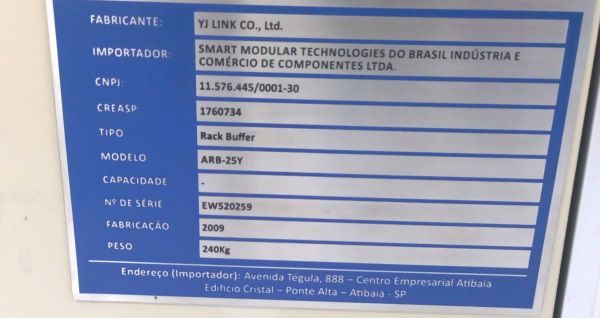 FABRICANTE: YJ LINK CO., Ltd.
IMPORTADOR: SMART MODULAR TECHNOLOGIES DO BRASIL INDÚSTRIA E
COMÉRCIO DE COMPONENTES LTDA.
CNPJ: 11.576.445/0001-30
CREASP 1760734
TIPO Rack Buffer
MODELO ARB-25Y
CAPACIDADE -
Nº DE SÉRIE EW520259
FABRICAÇÃO 2009
PESO: 240Kg
Endereço (Importador): Avenida Tegula, 888 – Centro Empresarial Atibaia
Edifício Cristal – Ponte Alta – Atibaia - SP